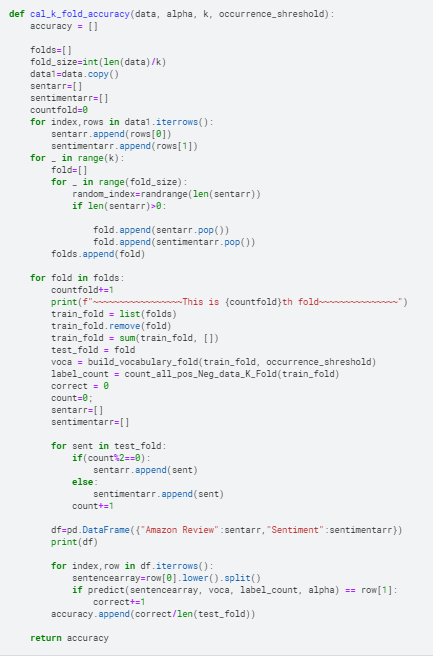 def cal_k_fold_accuracy(data, alpha, k, occurrence_shreshold):
    accuracy = []

    folds=[]
    fold_size=int(len(data)/k)
    data1=data.copy()
    sentarr=[]
    sentimentarr=[]
    countfold=0
    for index,rows in data1.iterrows():
        sentarr.append(rows[0])
        sentimentarr.append(rows[1])
    for _ in range(k):
        fold=[]
        for _ in range(fold_size):
            random_index=randrange(len(sentarr))
            if len(sentarr)>0:

                fold.append(sentarr.pop())
                fold.append(sentimentarr.pop())
        folds.append(fold)

    for fold in folds:
        countfold+=1
        print(f"~~~~~~~~~~~~~~~~~This is {countfold}th fold~~~~~~~~~~~~~~~")
        train_fold = list(folds)
        train_fold.remove(fold)
        train_fold = sum(train_fold, [])
        test_fold = fold
        voca = build_vocabulary_fold(train_fold, occurrence_shreshold)
        label_count = count_all_pos_Neg_data_K_Fold(train_fold)
        correct = 0
        count=0;
        sentarr=[]
        sentimentarr=[]

        for sent in test_fold:
            if(count%2==0):
                sentarr.append(sent)
            else:
                sentimentarr.append(sent)
            count+=1

        df=pd.DataFrame({"Amazon Review":sentarr,"Sentiment":sentimentarr})
        print(df)

        for index,row in df.iterrows():
            sentencearray=row[0].lower().split()
            if predict(sentencearray, voca, label_count, alpha) == row[1]:
                correct+=1
        accuracy.append(correct/len(test_fold))

    return accuracy